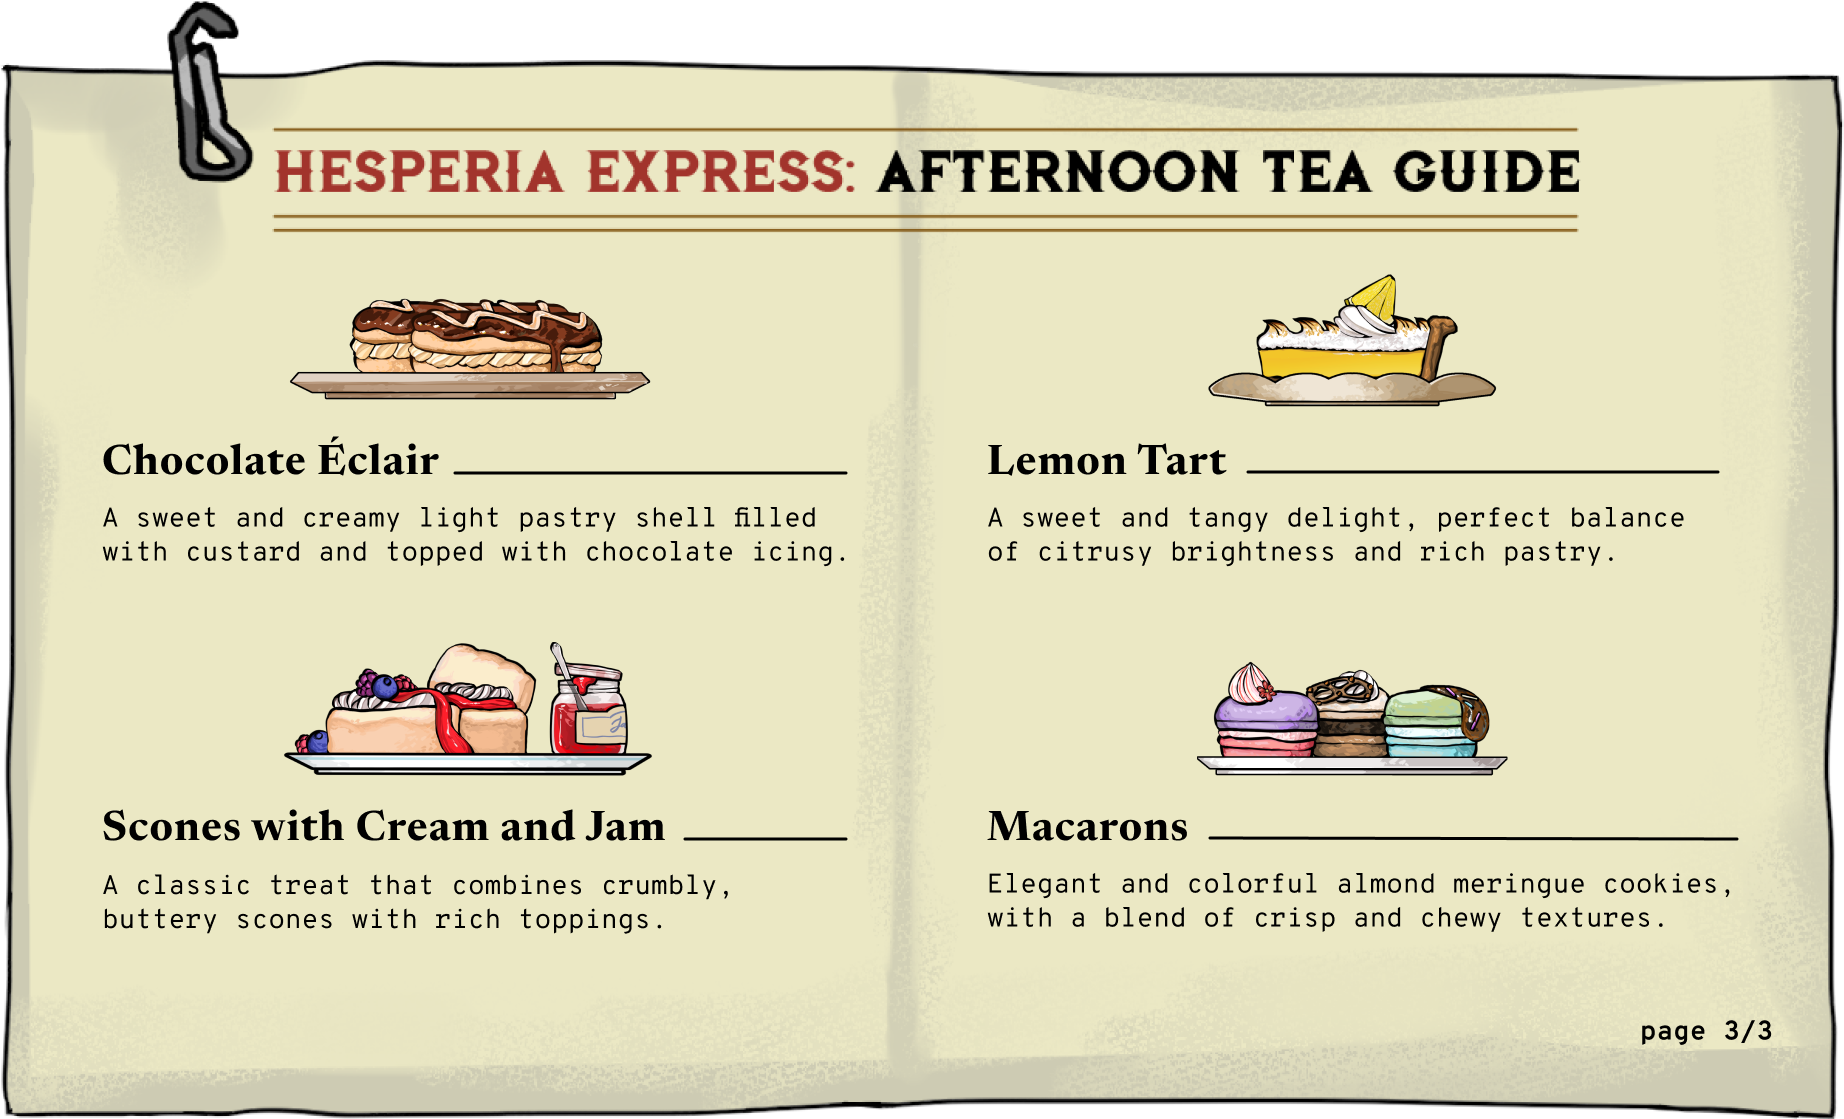 HESPERIA EXPRESS: AFTERNOON TEA GUIDE
Chocolate Éclair
A sweet and creamy light pastry shell filled
with custard and topped with chocolate icing.
Lemon Tart
A sweet and tangy delight, perfect balance
of citrusy brightness and rich pastry.
Scones with Cream and Jam
A classic treat that combines crumbly,
buttery scones with rich toppings.
Macarons
Elegant and colorful almond meringue cookies,
with a blend of crisp and chewy textures.
page 3/3